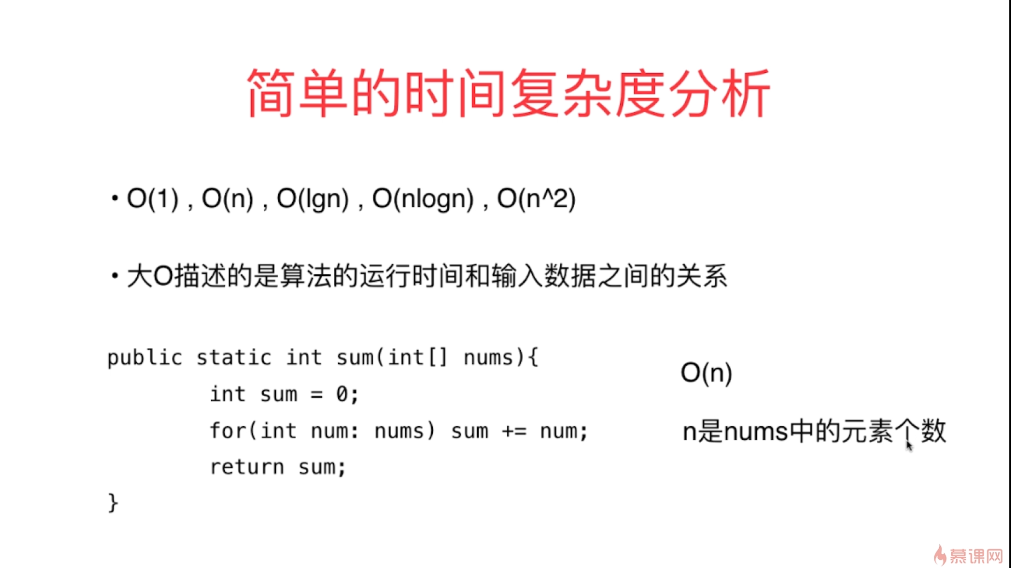 简单的时间复杂度分析
• O(1) , O(n) , O(lgn) , O(nlogn) , O(n^2)
• 大O描述的是算法的运行时间和输入数据之间的关系
public static int sum(int[] nums){
int sum = 0;
for(int num: nums) sum += num;
return sum;
}
O(n)
n是nums中的元素个数
慕课网